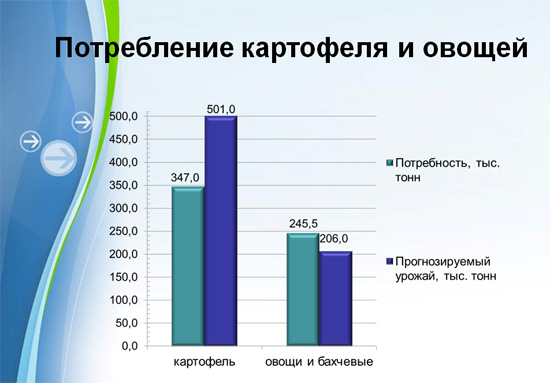 Потребление картофеля и овощей
500,0
450,0
400,0
350,0
300,0
250,0
200,0
150,0
100,0
50,0
0,0
501,0
347,0
245,5
206,0
картофель
овощи и бахчевые
Потребность, тыс.
тонн
Прогнозируемый
урожай, тыс. тонн